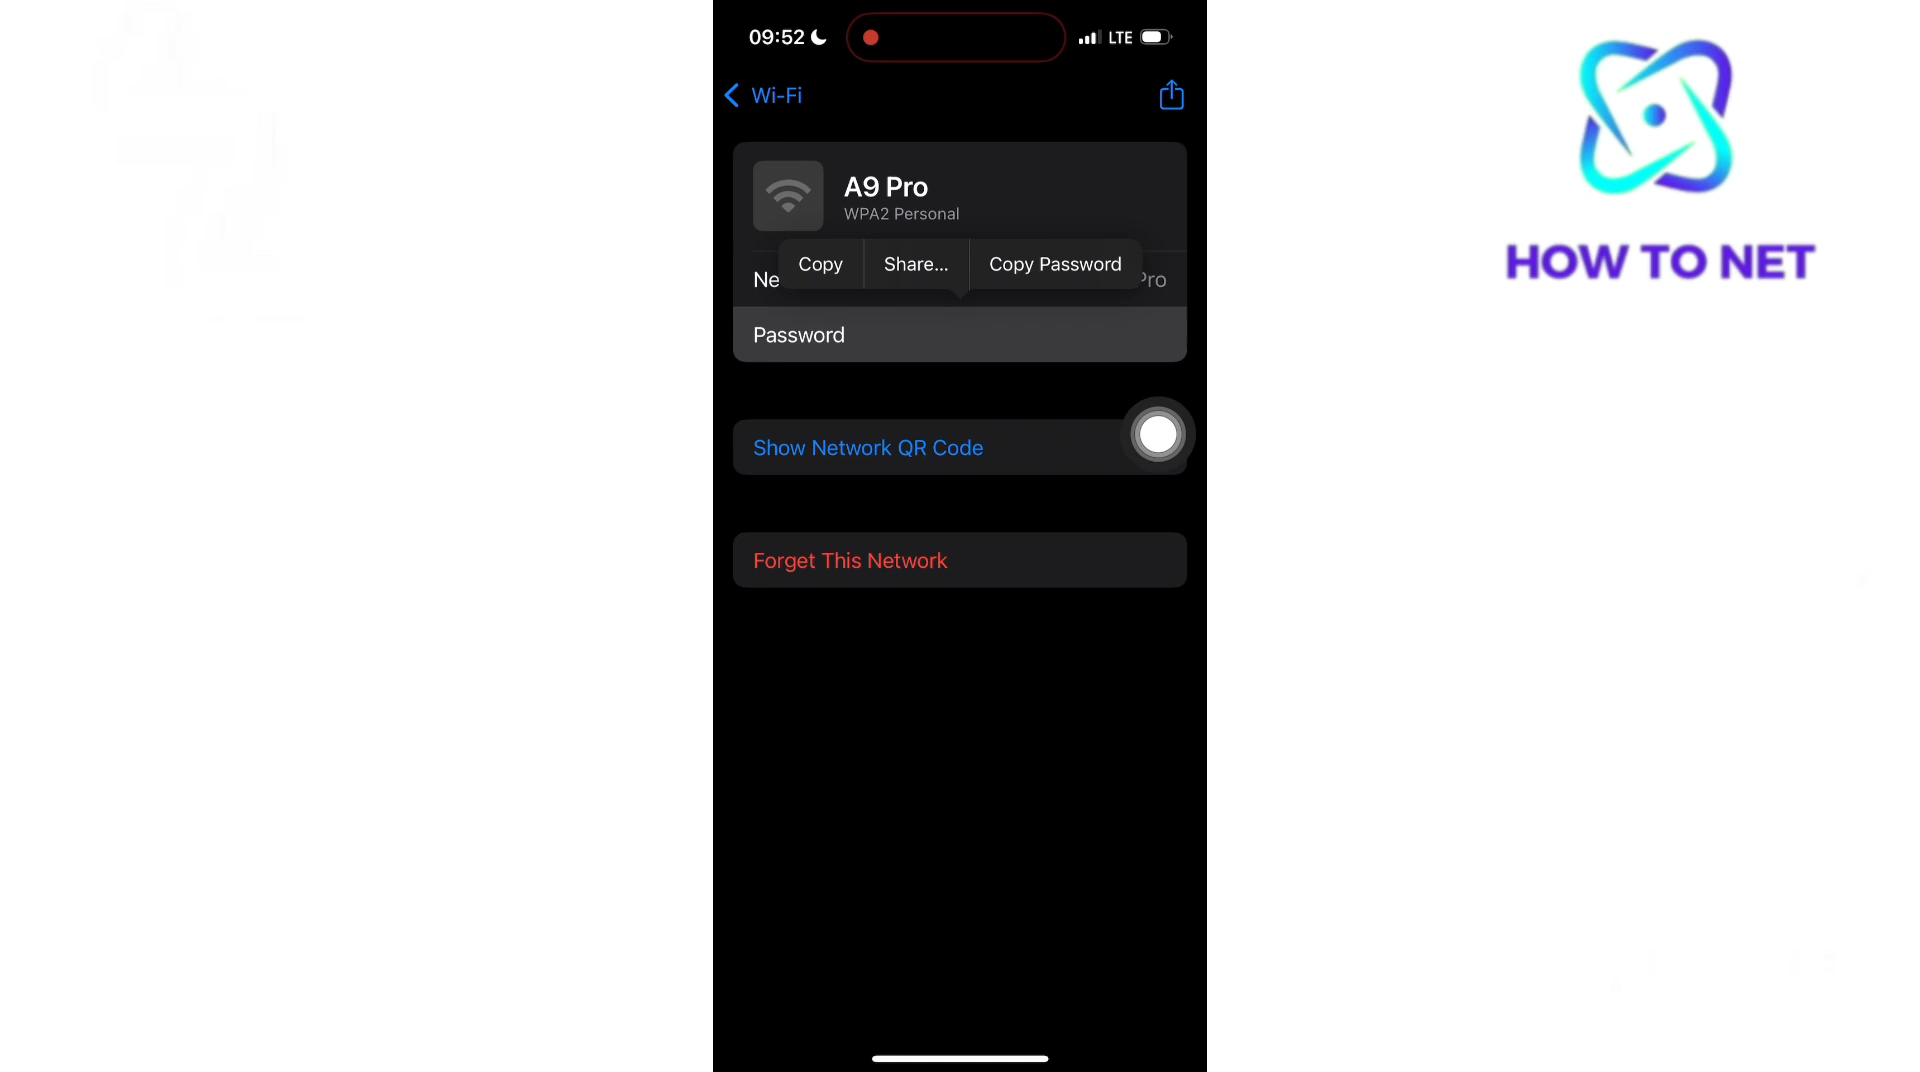 09:52
LTE
Wi-Fi
A9 Pro
WPA2 Personal
Copy
Share...
Copy Password
Ne
Pro
Password
Show Network QR Code
Forget This Network
HOW TO NET